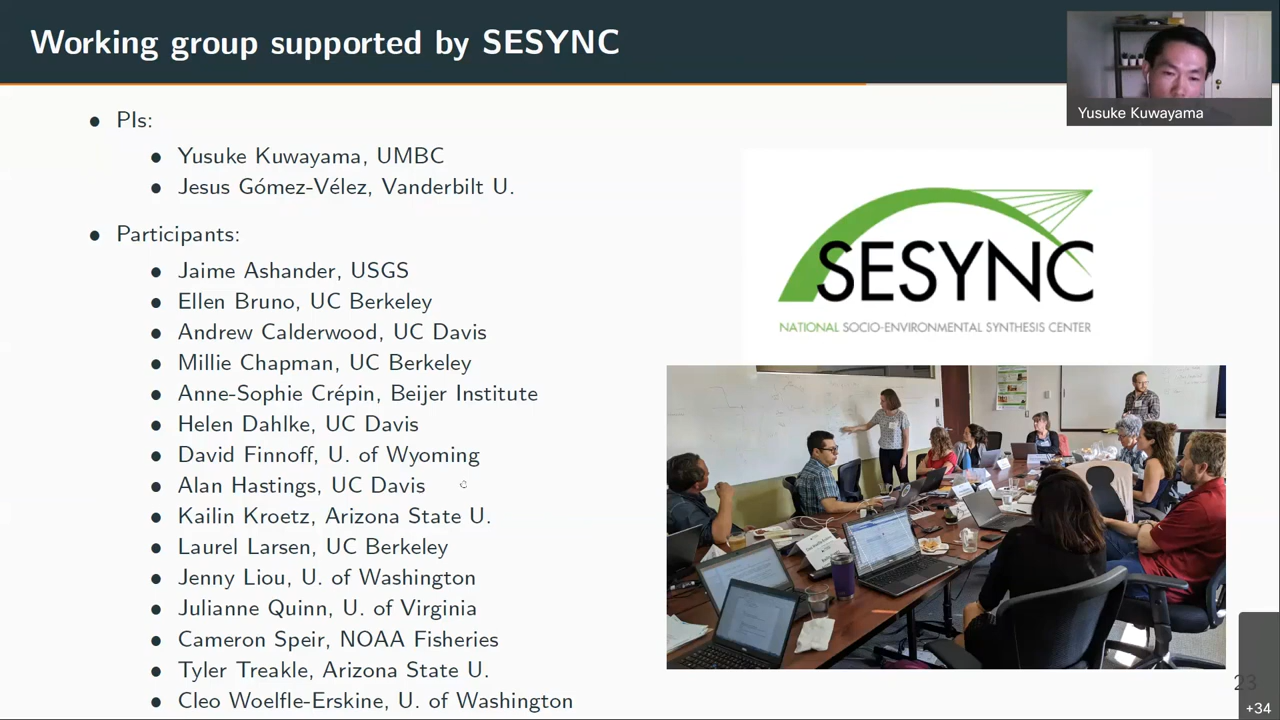 Working group supported by SESYNC
Yusuke Kuwayama
PIs:
Yusuke Kuwayama, UMBC
Jesus Gómez-Vélez, Vanderbilt U.
Participants:
Jaime Ashander, USGS
Ellen Bruno, UC Berkeley
Andrew Calderwood, UC Davis
Millie Chapman, UC Berkeley
Anne-Sophie Crépin, Beijer Institute
Helen Dahlke, UC Davis
David Finnoff, U. of Wyoming
Alan Hastings, UC Davis
Kailin Kroetz, Arizona State U.
Laurel Larsen, UC Berkeley
Jenny Liou, U. of Washington
Julianne Quinn, U. of Virginia
Cameron Speir, NOAA Fisheries
Tyler Treakle, Arizona State U.
Cleo Woelfle-Erskine, U. of Washington
SESYNC
NATIONAL SOCIO-ENVIRONMENTAL SYNTHESIS CENTER
23
+34